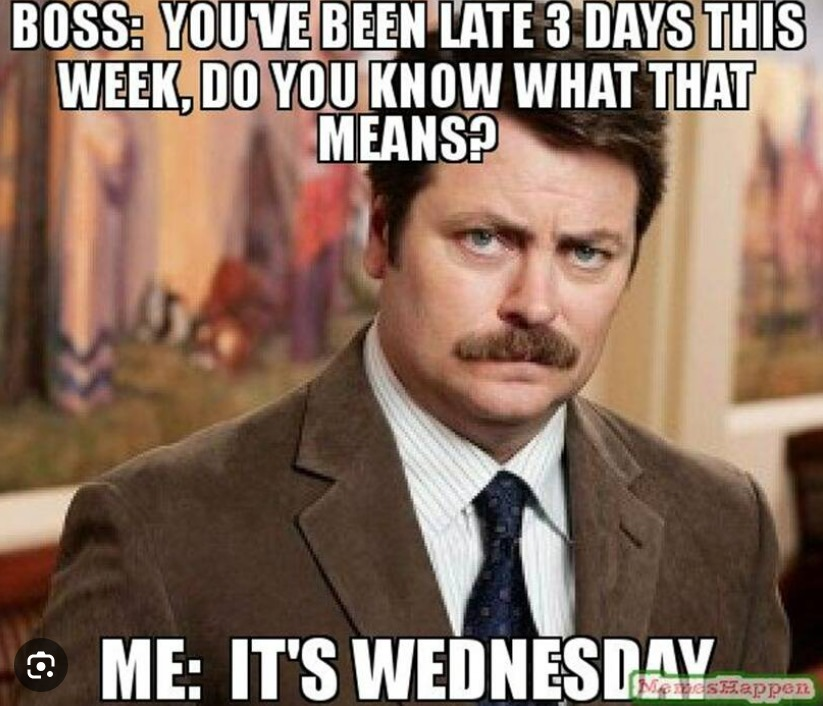 BOSS: YOU'VE BEEN LATE 3 DAYS THIS
WEEK, DO YOU KNOW WHAT THAT
MEANS?
ME: IT'S WEDNESDAY
MemesHappen